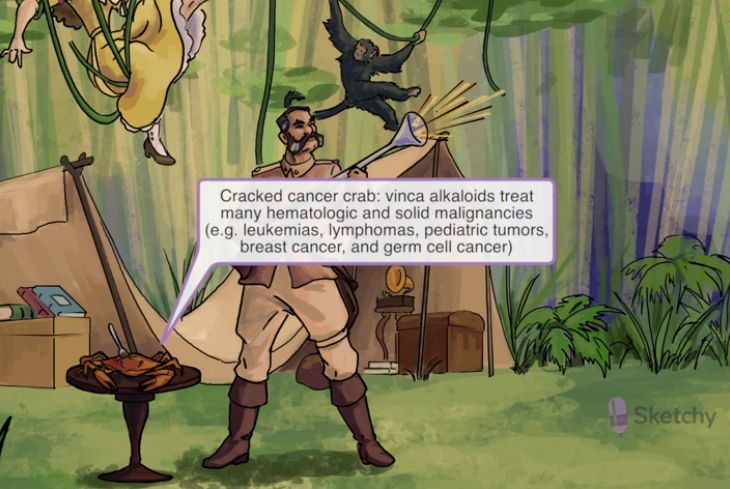 Cracked cancer crab: vinca alkaloids treat
many hematologic and solid malignancies
(e.g. leukemias, lymphomas, pediatric tumors,
breast cancer, and germ cell cancer)
Sketchy